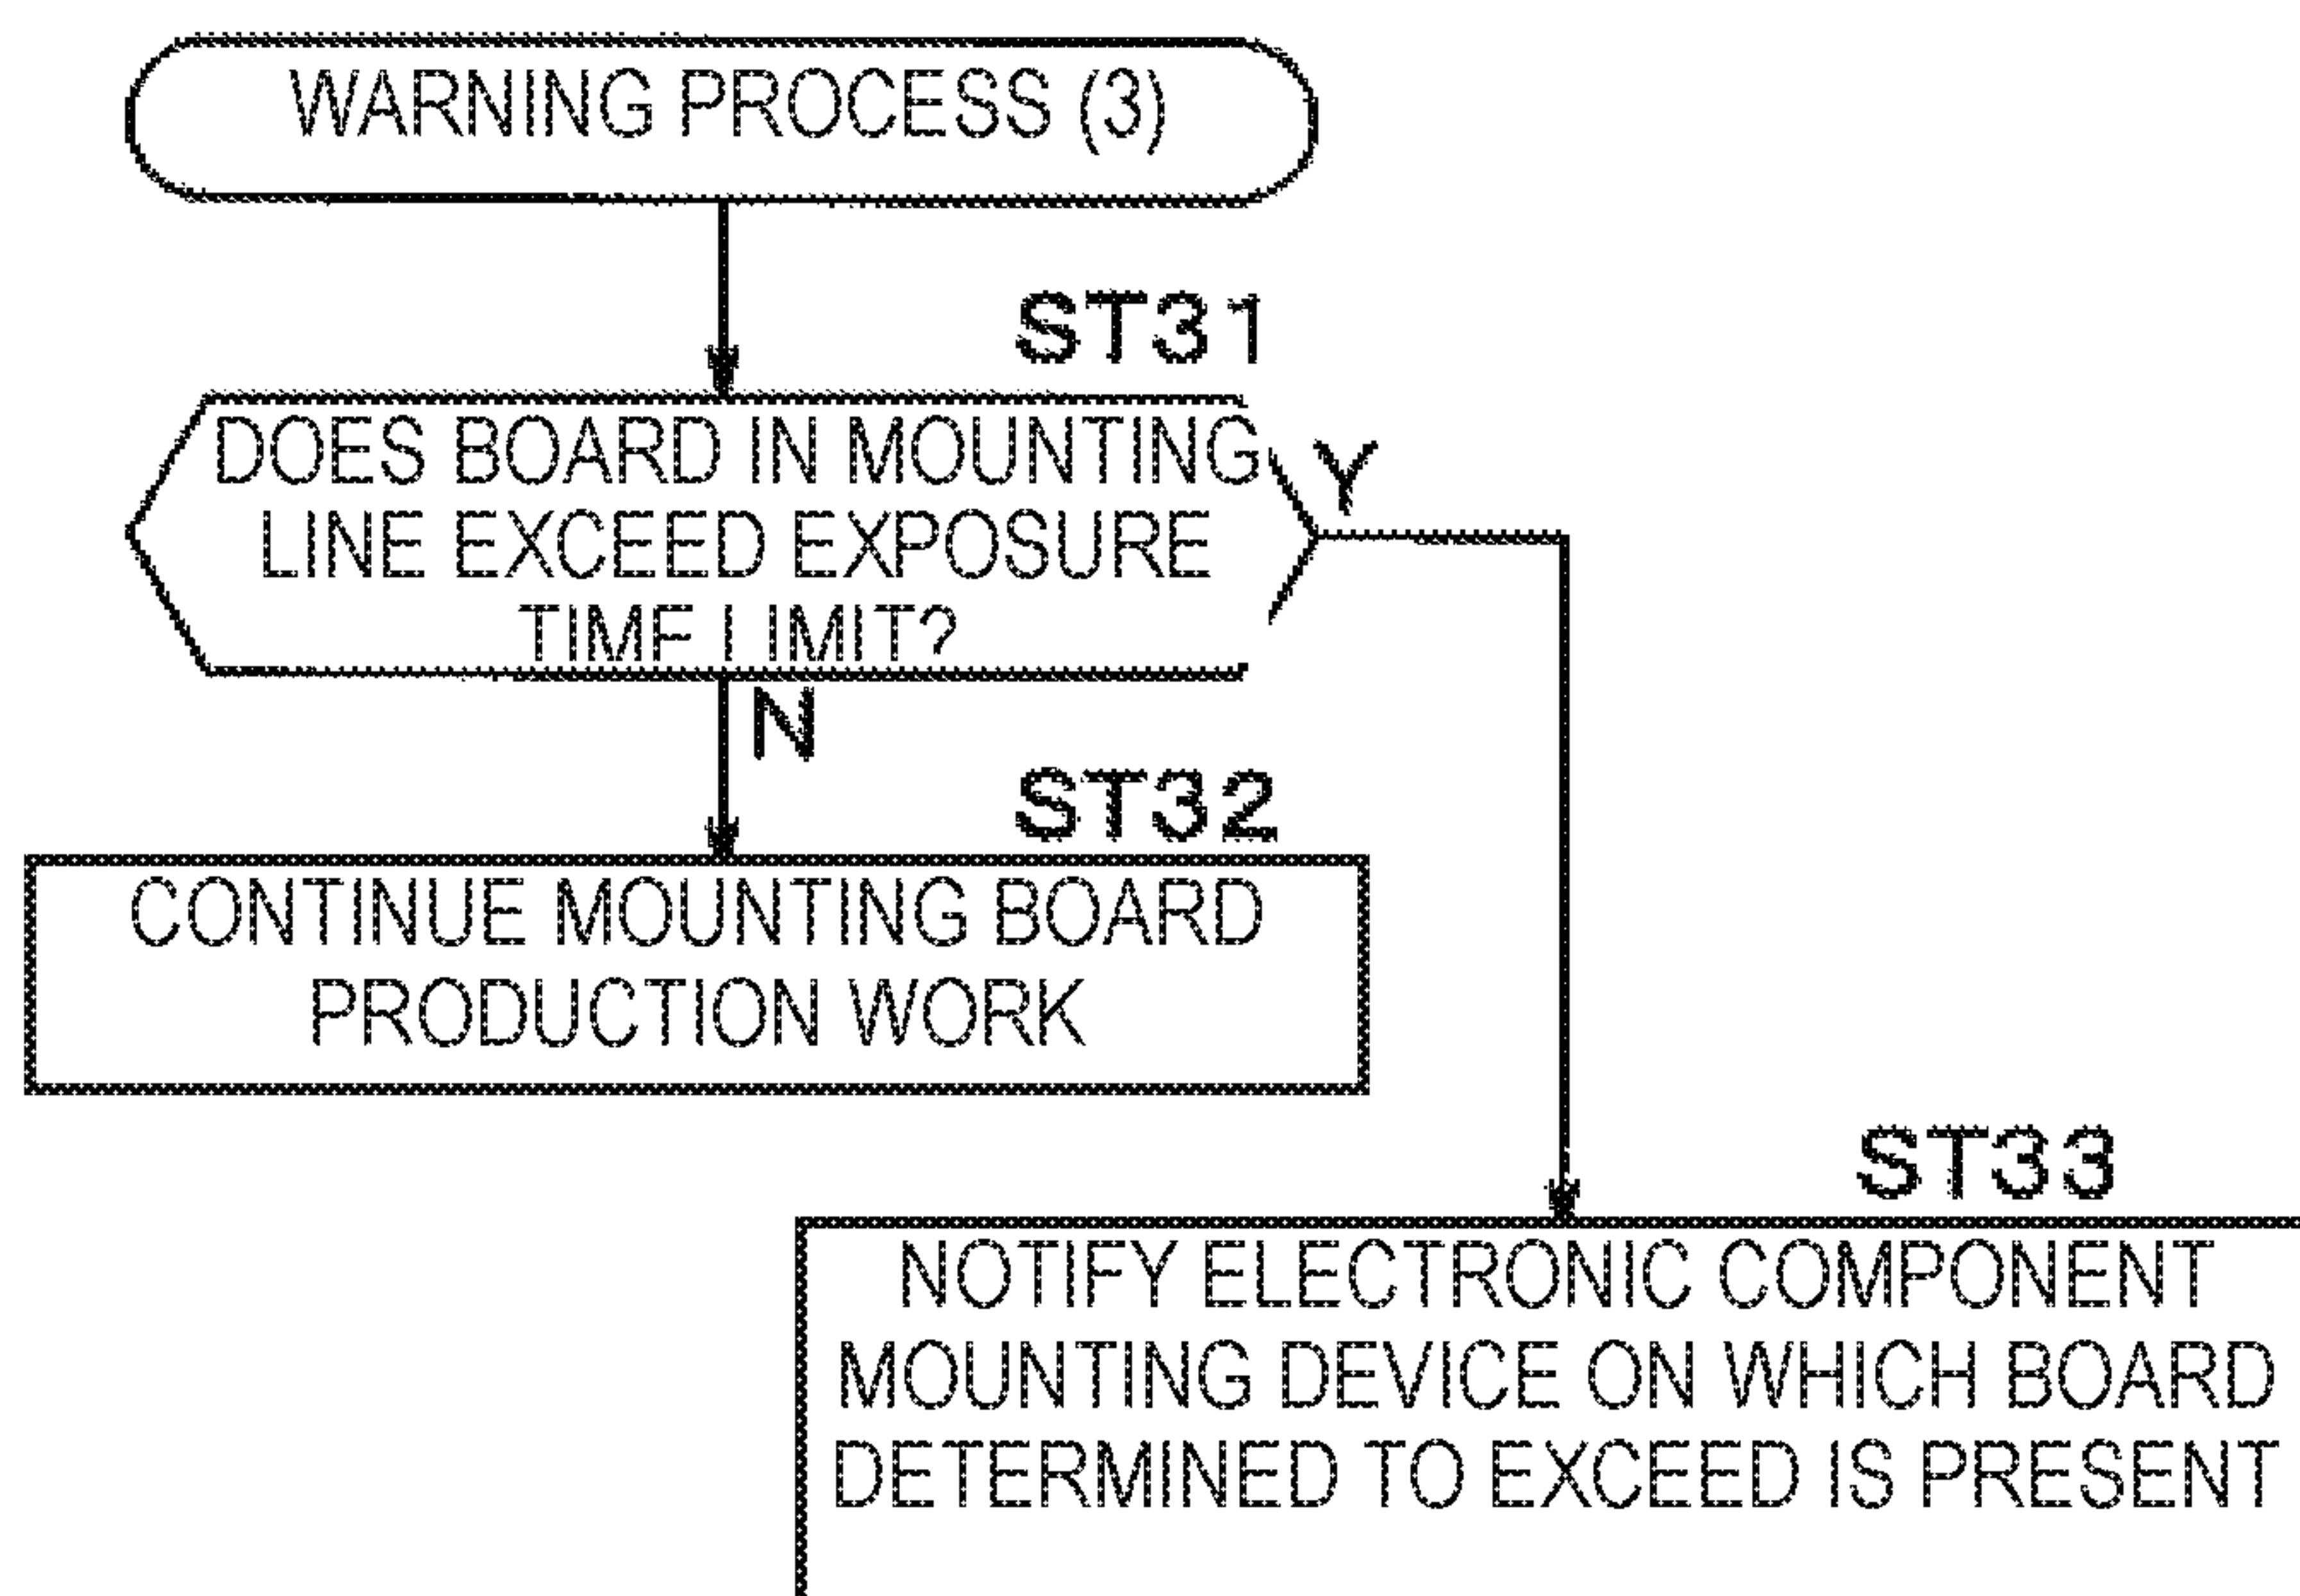 WARNING PROCESS (3)
ST31
DOES BOARD IN MOUNTING
LINE EXCEED EXPOSURE
TIME LIMIT?
Y
N
ST32
CONTINUE MOUNTING BOARD
PRODUCTION WORK
ST33
NOTIFY ELECTRONIC COMPONENT
MOUNTING DEVICE ON WHICH BOARD
DETERMINED TO EXCEED IS PRESENT